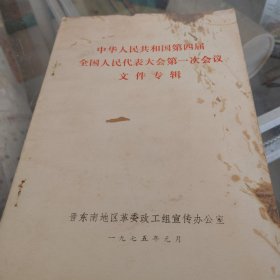 中华人民共和国第四届
全国人民代表大会第一次会议
文件专辑
晋东南地区革委政工组宣传办公室
一九七五年元月